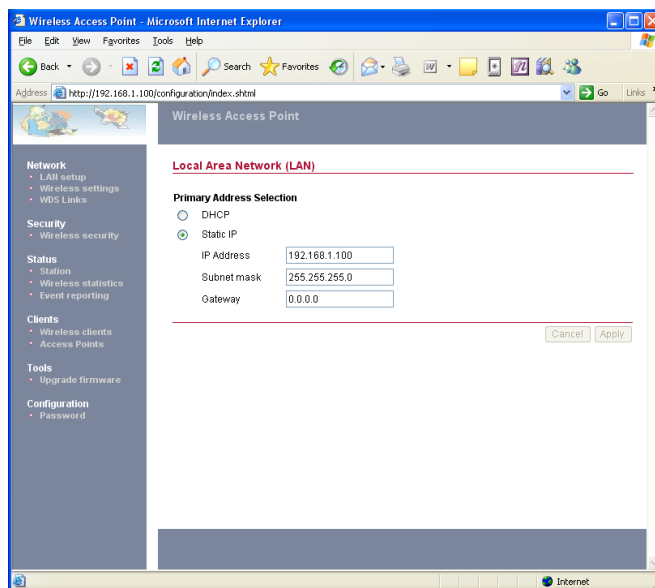 Wireless Access Point - Microsoft Internet Explorer
File Edit View Favorites Tools Help
Back Search Favorites
Address http://192.168.1.100/configuration/index.shtml Go Links
Wireless Access Point
Network
LAN setup
Wireless settings
WDS Links
Security
Wireless security
Status
Station
Wireless statistics
Event reporting
Clients
Wireless clients
Access Points
Tools
Upgrade firmware
Configuration
Password
Local Area Network (LAN)
Primary Address Selection
DHCP
Static IP
IP Address 192.168.1.100
Subnet mask 255.255.255.0
Gateway 0.0.0.0
Cancel Apply
Internet